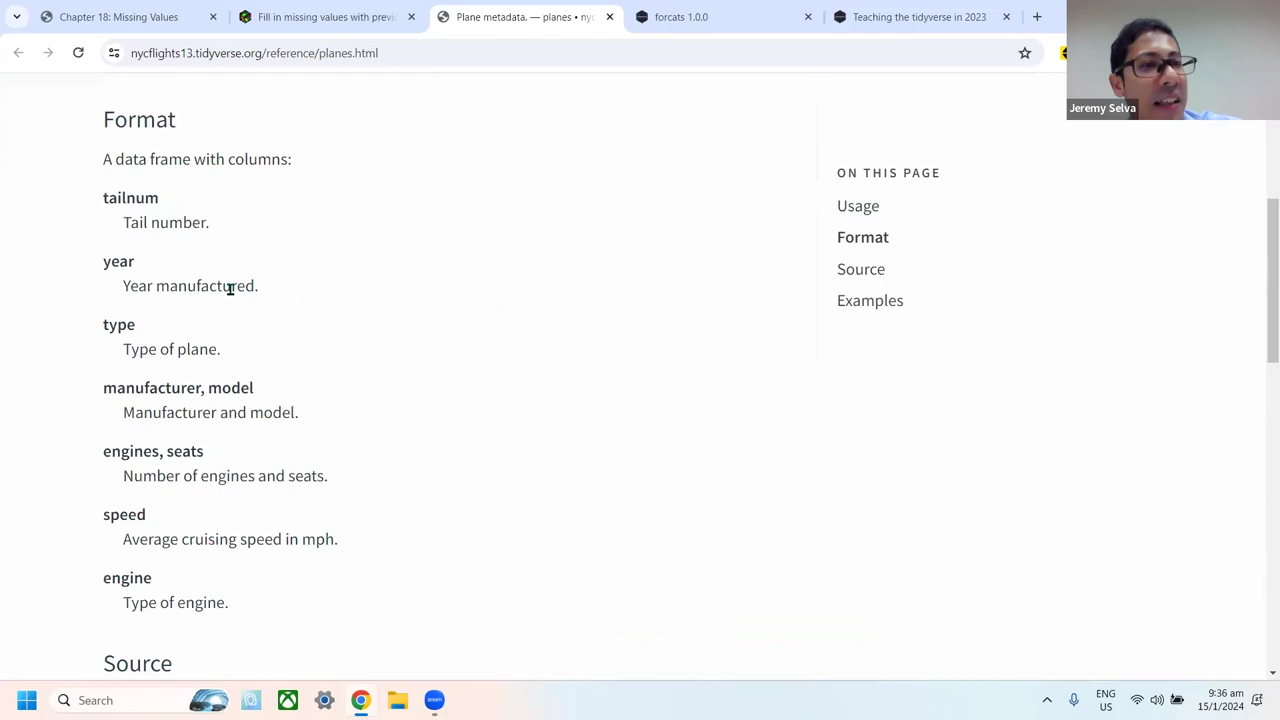 Chapter 18: Missing Values
Fill in missing values with previ
Plane metadata. — planes • nyc
forcats 1.0.0
Teaching the tidyverse in 2023
nycflights13.tidyverse.org/reference/planes.html
Jeremy Selva
Format
A data frame with columns:
tailnum
Tail number.
year
Year manufactured.
type
Type of plane.
manufacturer, model
Manufacturer and model.
engines, seats
Number of engines and seats.
speed
Average cruising speed in mph.
engine
Type of engine.
Source
ON THIS PAGE
Usage
Format
Source
Examples
Search
zoom
ENG
US
9:36 am
15/1/2024